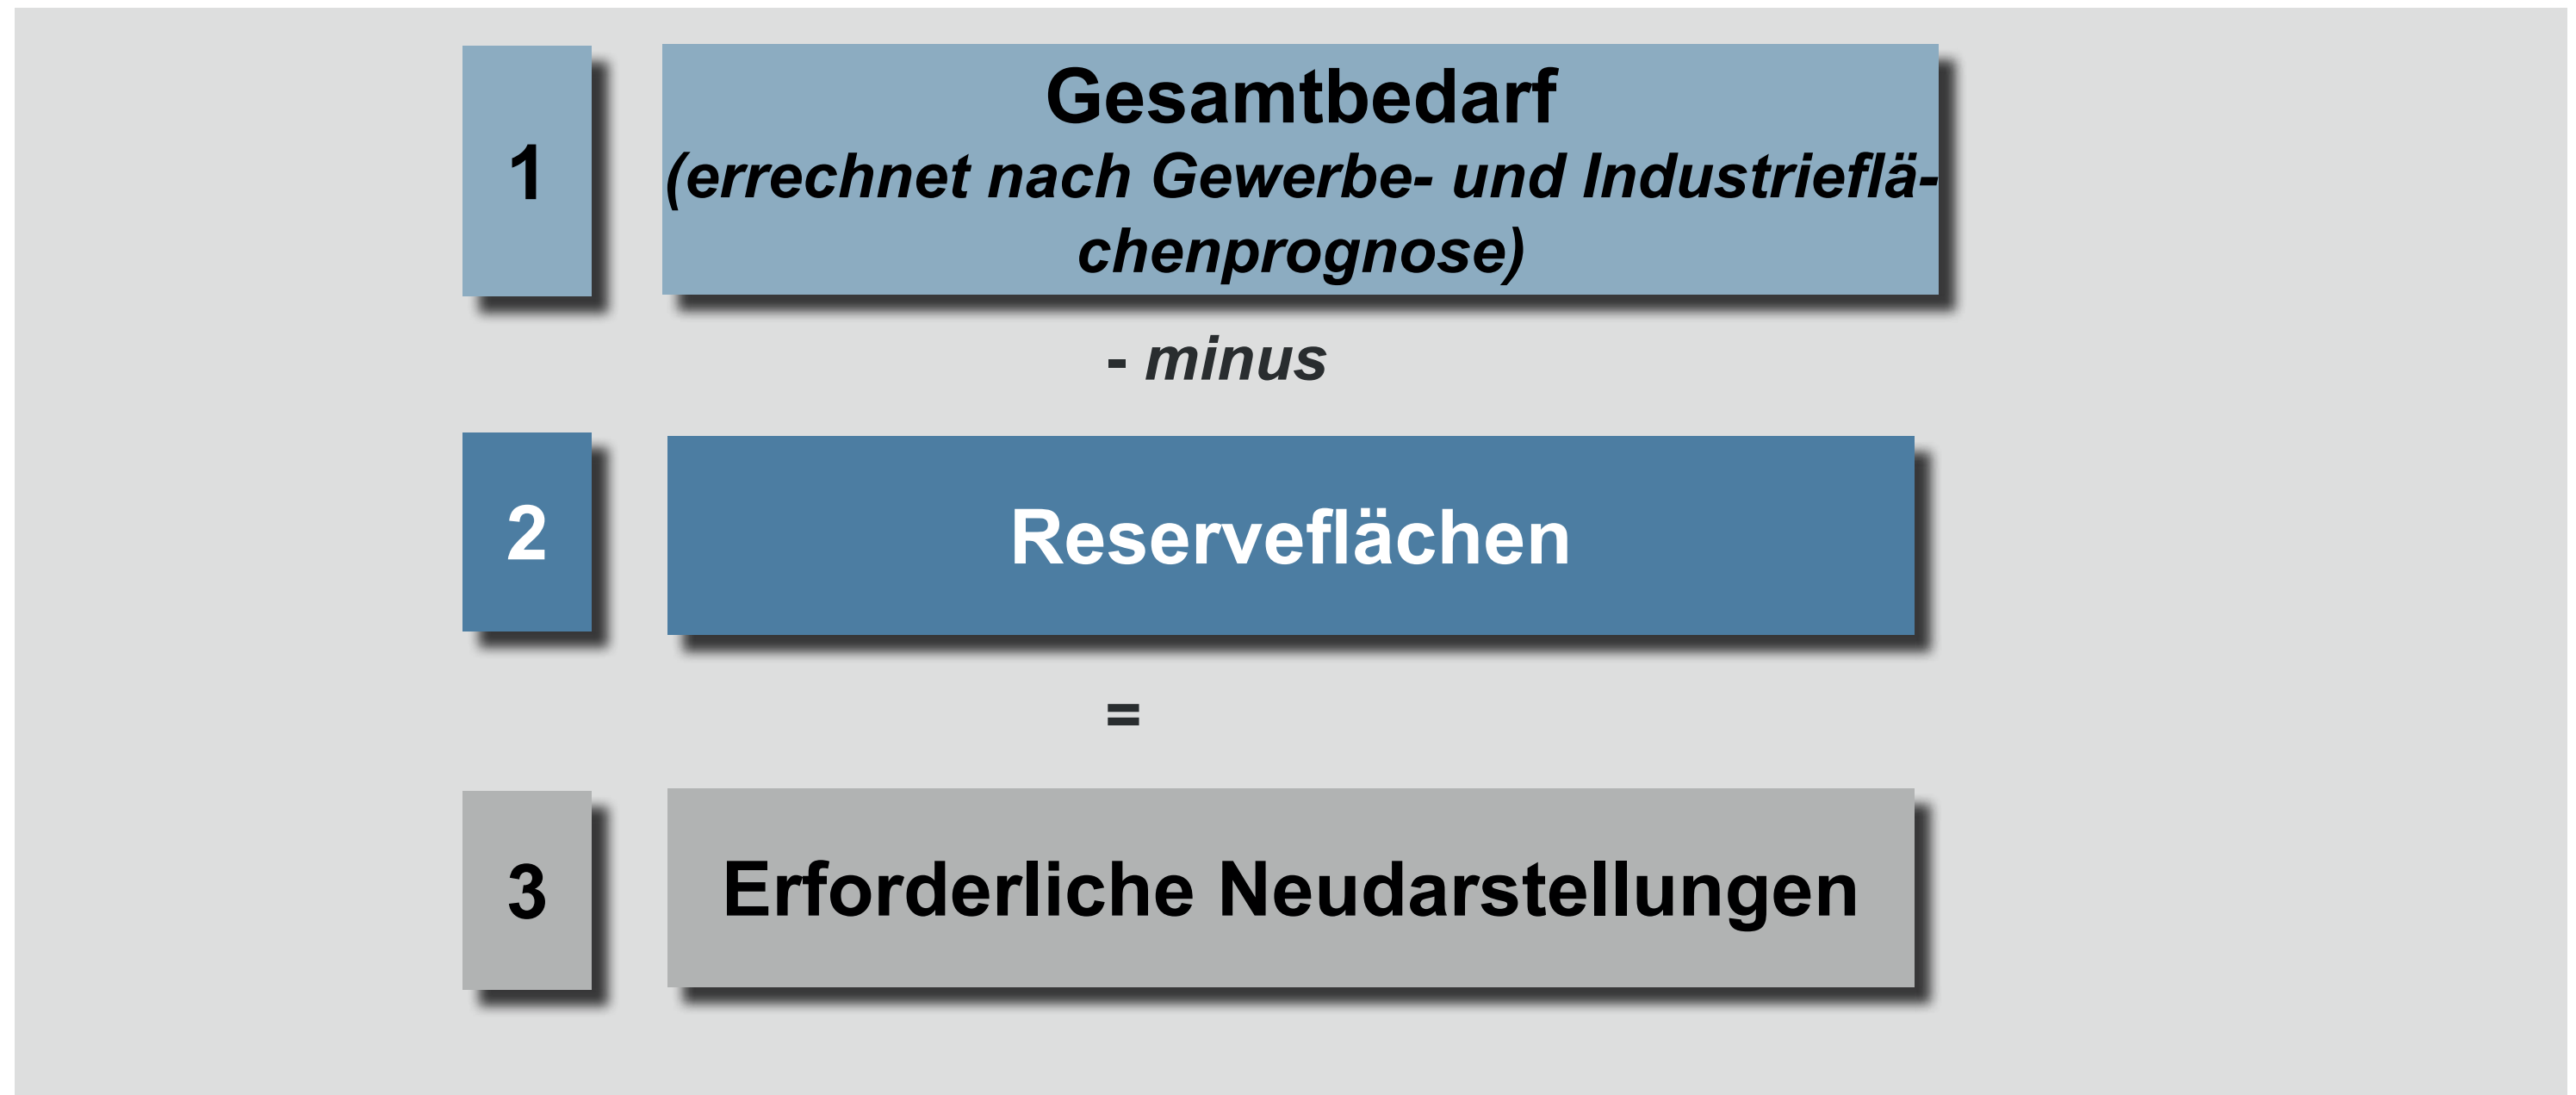 1
Gesamtbedarf
(errechnet nach Gewerbe- und Industrieflä-
chenprognose)
- minus
2
Reserveflächen
=
3
Erforderliche Neudarstellungen